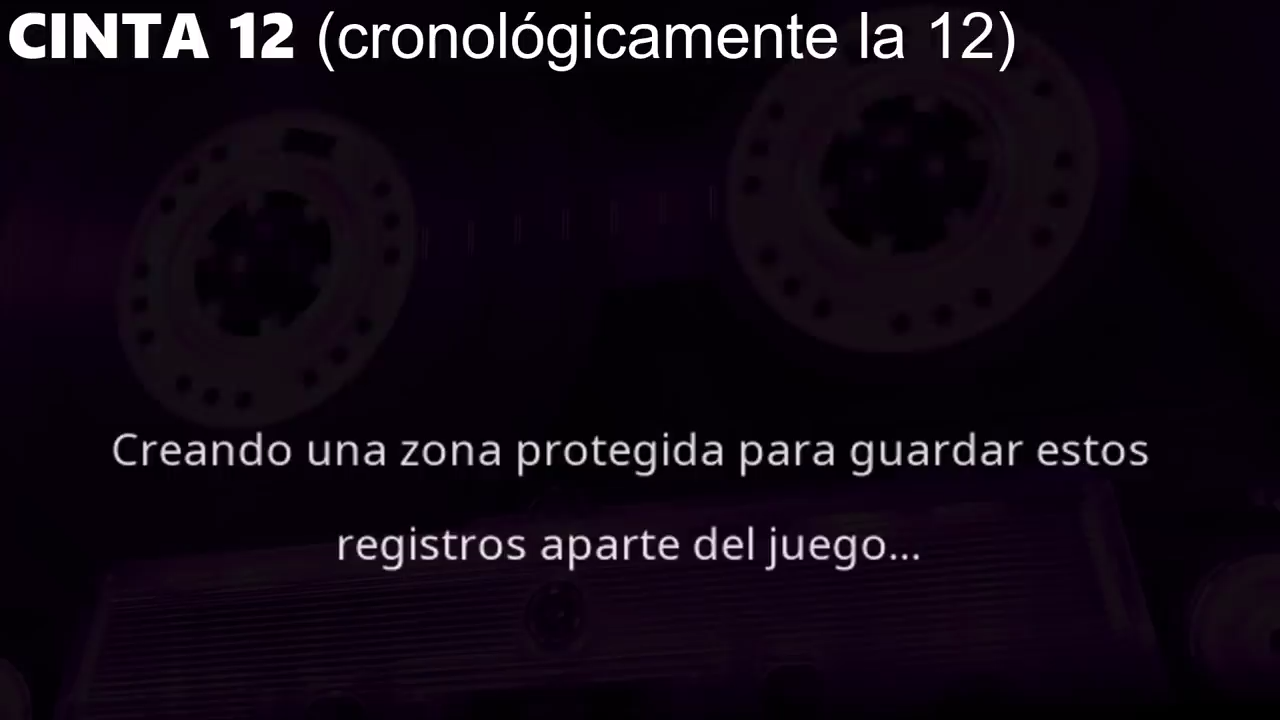 CINTA 12 (cronológicamente la 12)
Creando una zona protegida para guardar estos
registros aparte del juego...